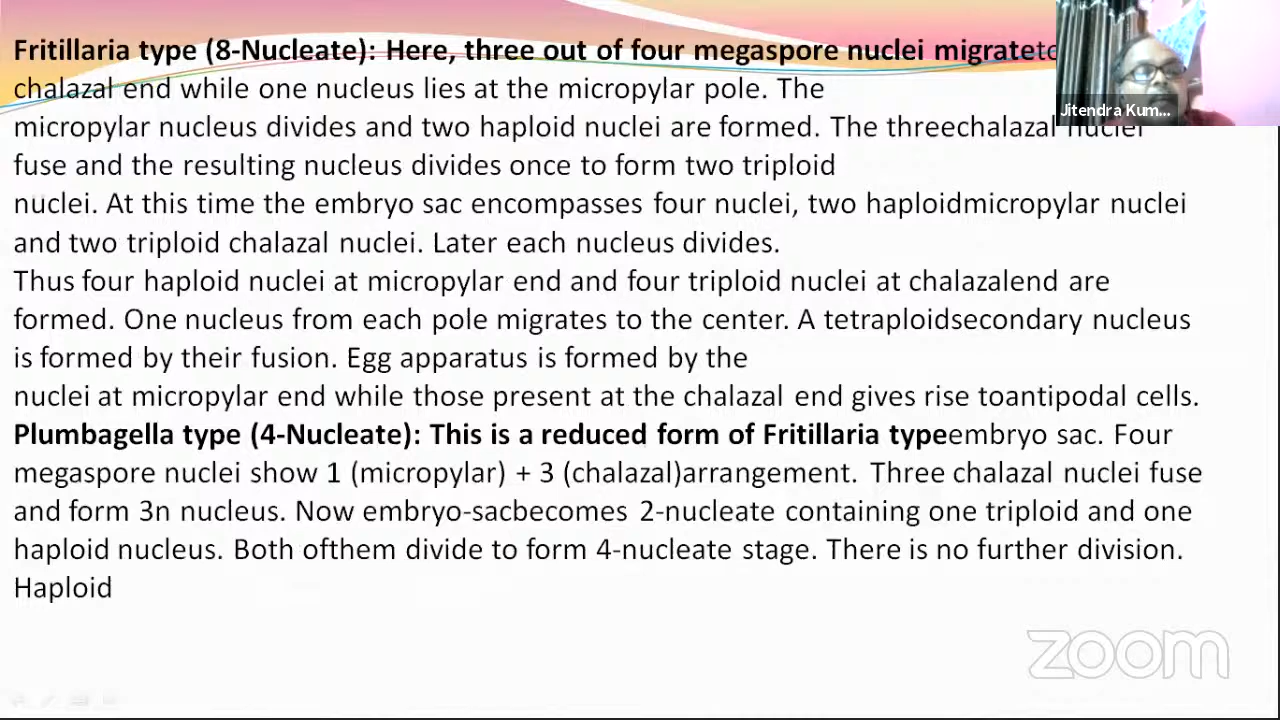 Fritillaria type (8-Nucleate): Here, three out of four megaspore nuclei migrateto
chalazal end while one nucleus lies at the micropylar pole. The
Jitendra Kum...
micropylar nucleus divides and two haploid nuclei are formed. The threechalazal nuclei
fuse and the resulting nucleus divides once to form two triploid
nuclei. At this time the embryo sac encompasses four nuclei, two haploidmicropylar nuclei
and two triploid chalazal nuclei. Later each nucleus divides.
Thus four haploid nuclei at micropylar end and four triploid nuclei at chalazalend are
formed. One nucleus from each pole migrates to the center. A tetraploidsecondary nucleus
is formed by their fusion. Egg apparatus is formed by the
nuclei at micropylar end while those present at the chalazal end gives rise toantipodal cells.
Plumbagella type (4-Nucleate): This is a reduced form of Fritillaria typeembryo sac. Four
megaspore nuclei show 1 (micropylar) + 3 (chalazal)arrangement. Three chalazal nuclei fuse
and form 3n nucleus. Now embryo-sacbecomes 2-nucleate containing one triploid and one
haploid nucleus. Both ofthem divide to form 4-nucleate stage. There is no further division.
Haploid
zoom